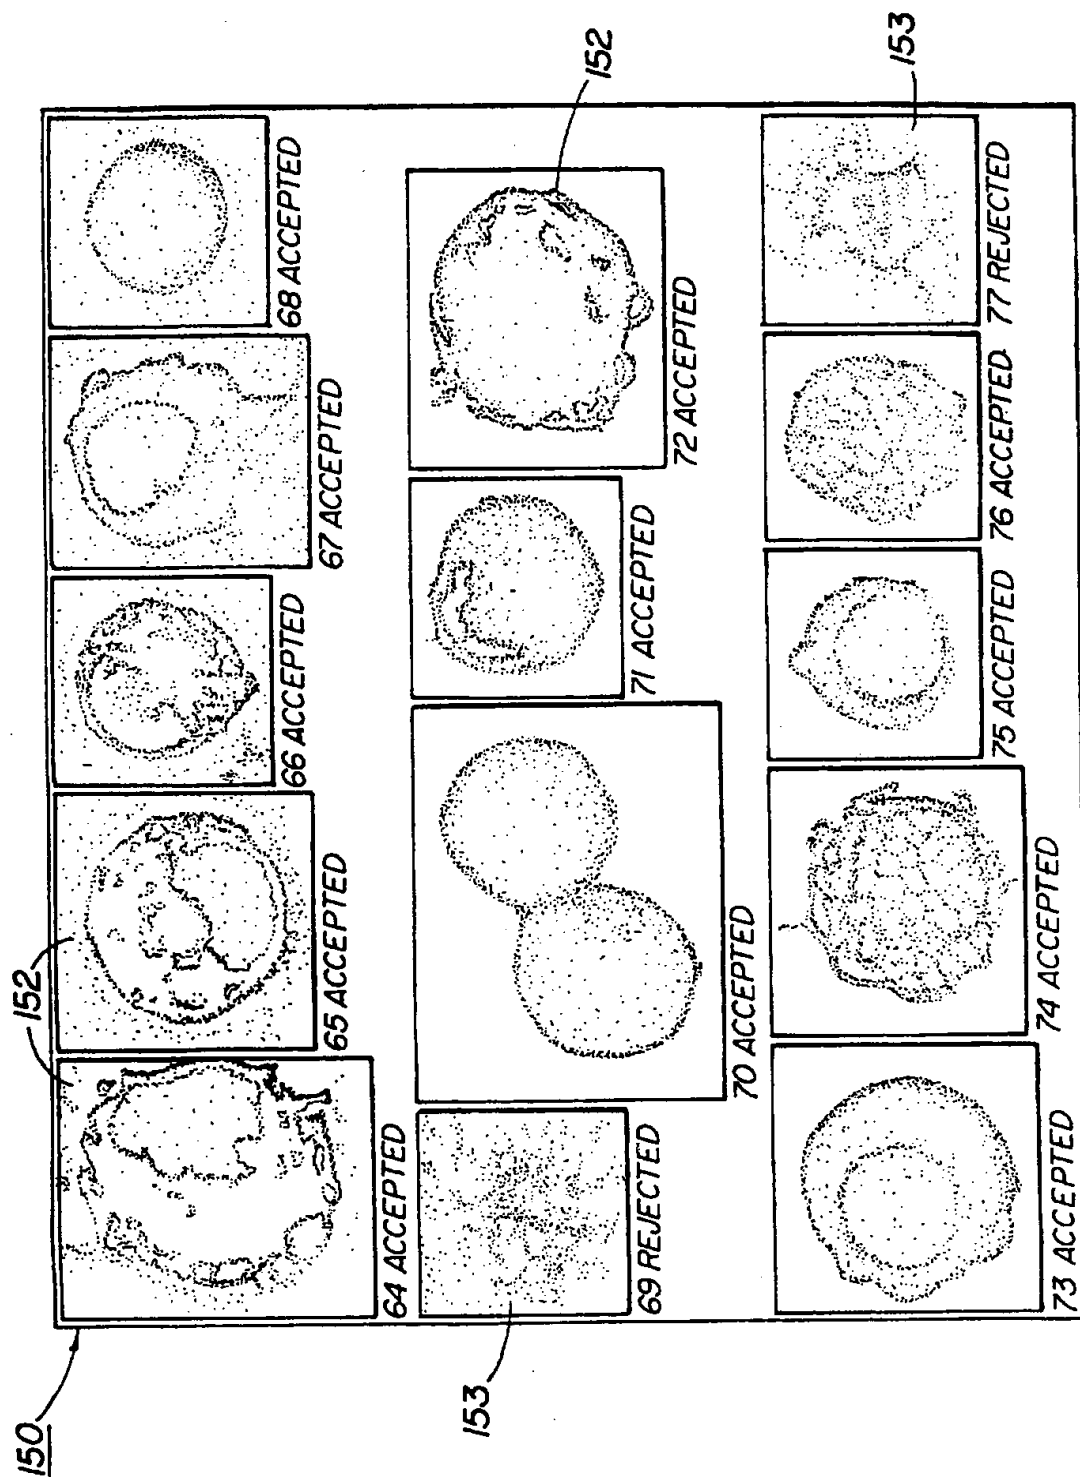 150
152
64 ACCEPTED
65 ACCEPTED
66 ACCEPTED
67 ACCEPTED
68 ACCEPTED
153
69 REJECTED
70 ACCEPTED
71 ACCEPTED
72 ACCEPTED
152
73 ACCEPTED
74 ACCEPTED
75 ACCEPTED
76 ACCEPTED
77 REJECTED
153